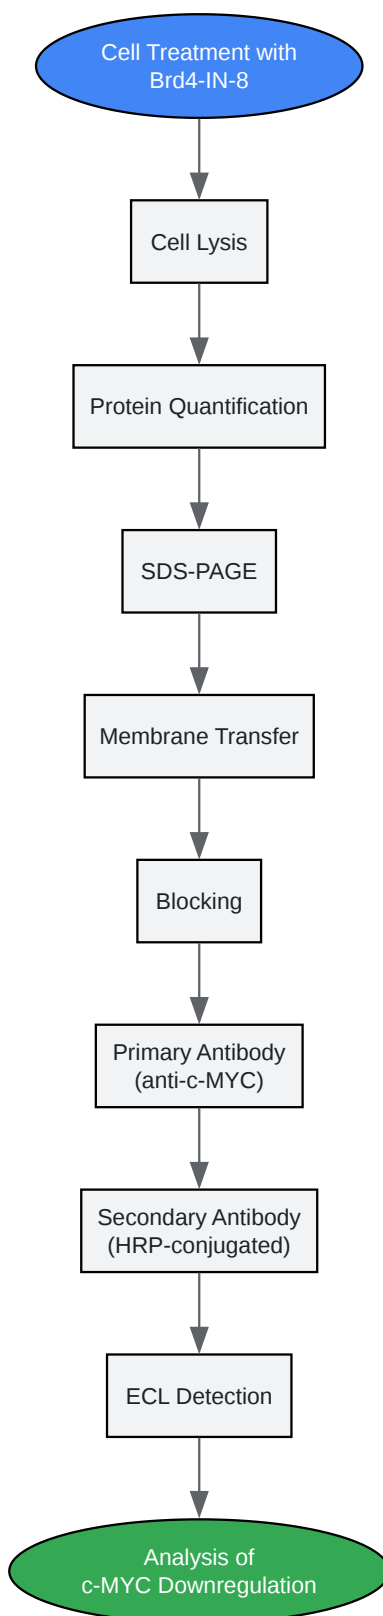 Cell Treatment with
Brd4-IN-8
Cell Lysis
Protein Quantification
SDS-PAGE
Membrane Transfer
Blocking
Primary Antibody
(anti-c-MYC)
Secondary Antibody
(HRP-conjugated)
ECL Detection
Analysis of
c-MYC Downregulation